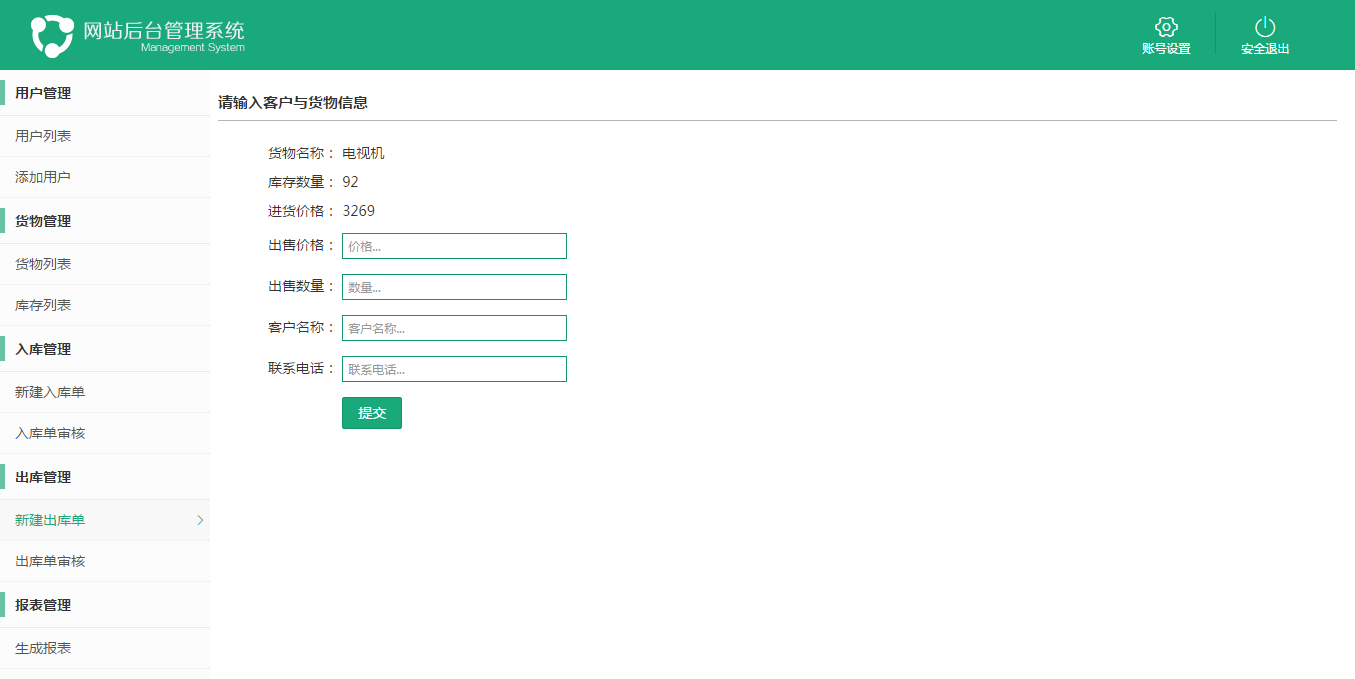 网站后台管理系统
Management System
账号设置
安全退出
用户管理
用户列表
添加用户
货物管理
货物列表
库存列表
入库管理
新建入库单
入库单审核
出库管理
新建出库单
出库单审核
报表管理
生成报表
请输入客户与货物信息
货物名称： 电视机
库存数量： 92
进货价格： 3269
出售价格： 价格...
出售数量： 数量...
客户名称： 客户名称...
联系电话： 联系电话...
提交